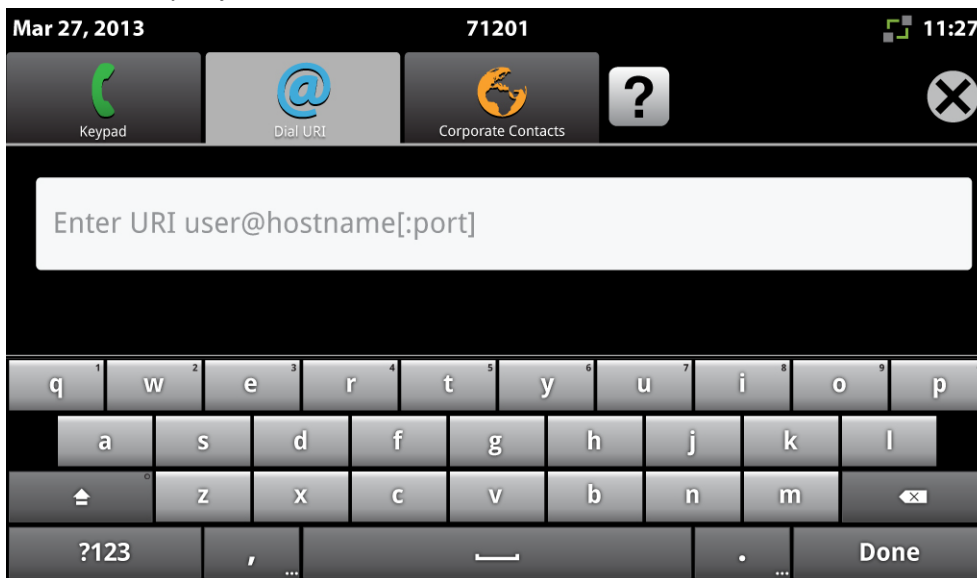 Mar 27, 2013 71201 11:27
Keypad Dial URI Corporate Contacts ?
Enter URI user@hostname[:port]
q 1 w 2 e 3 r 4 t 5 y 6 u 7 i 8 o 9 p
a s d f g h j k l
z x c v b n m
?123 , ... . ... Done